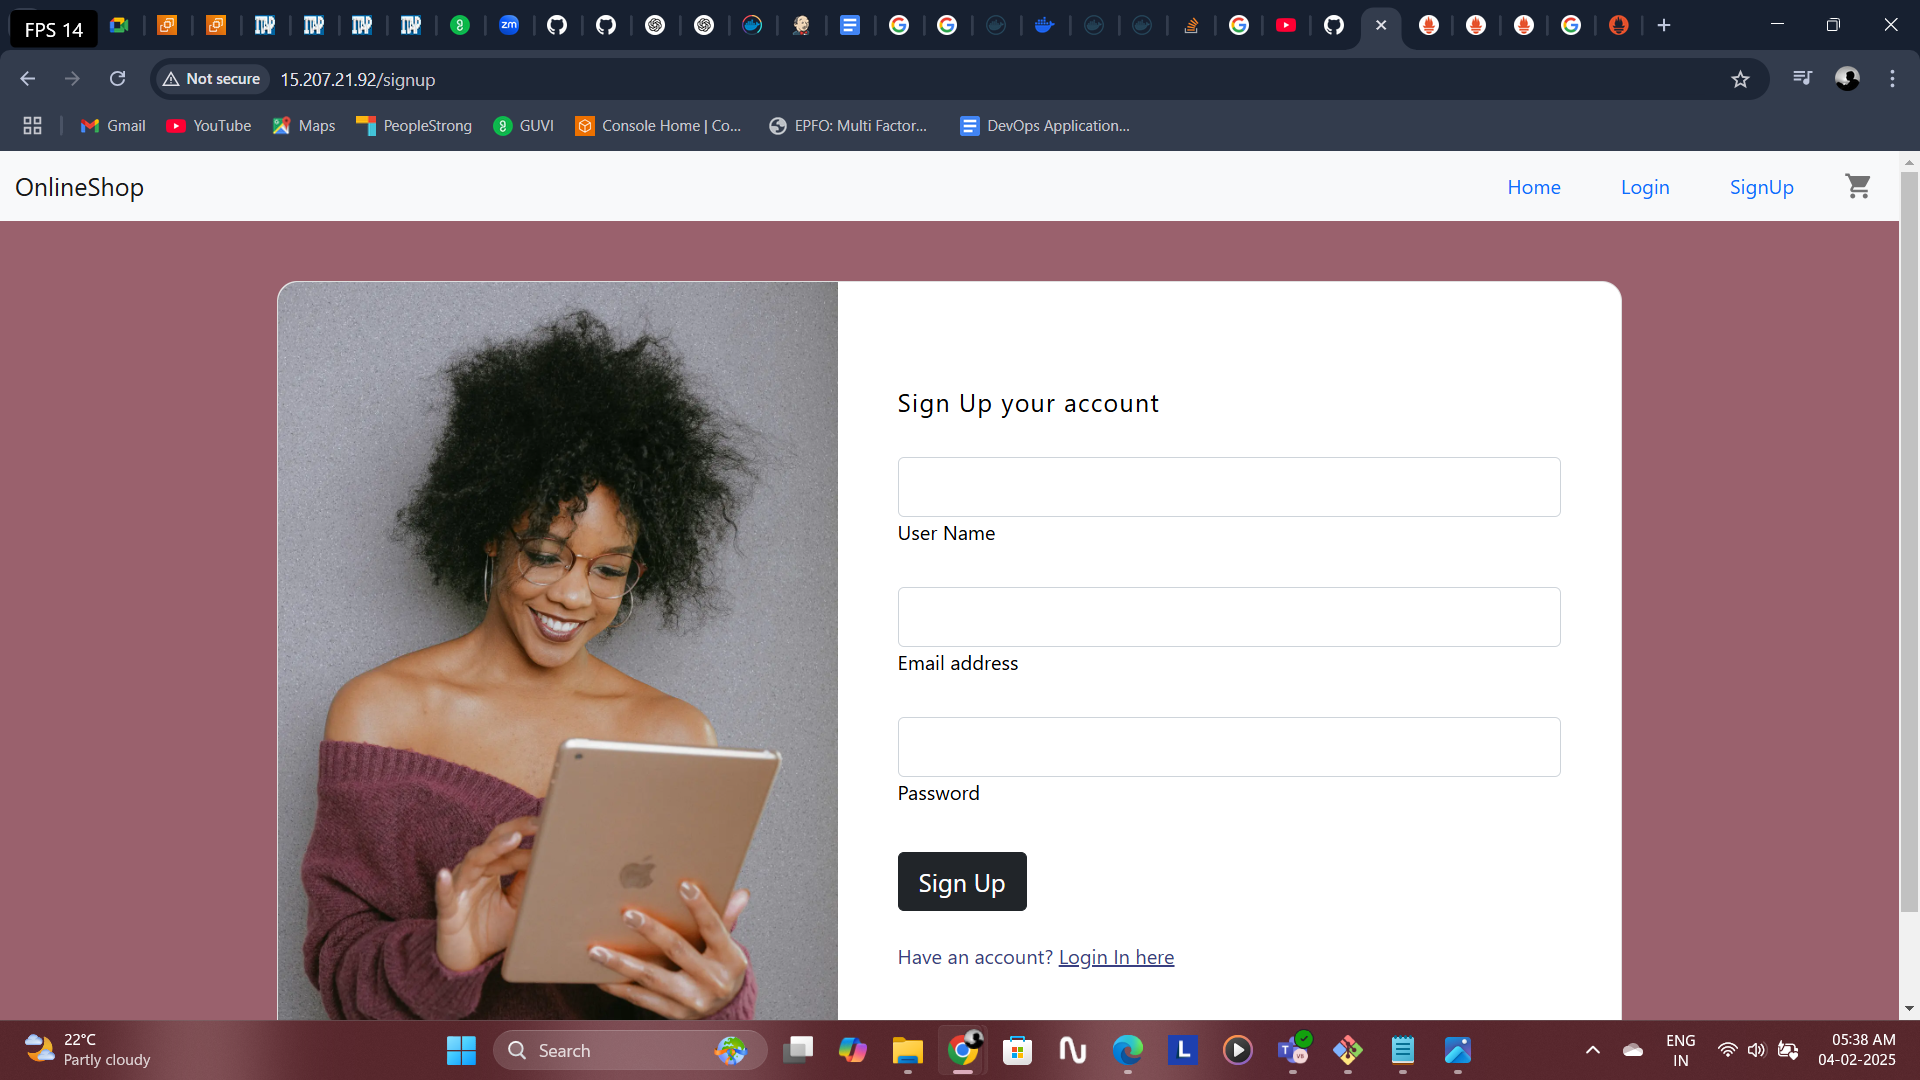 FPS 14
Not secure
15.207.21.92/signup
Gmail
YouTube
Maps
PeopleStrong
GUVI
Console Home | Co...
EPFO: Multi Factor...
DevOps Application...
OnlineShop
Home
Login
SignUp
Sign Up your account
User Name
Email address
Password
Sign Up
Have an account? Login In here
22°C
Partly cloudy
Search
ENG
IN
05:38 AM
04-02-2025